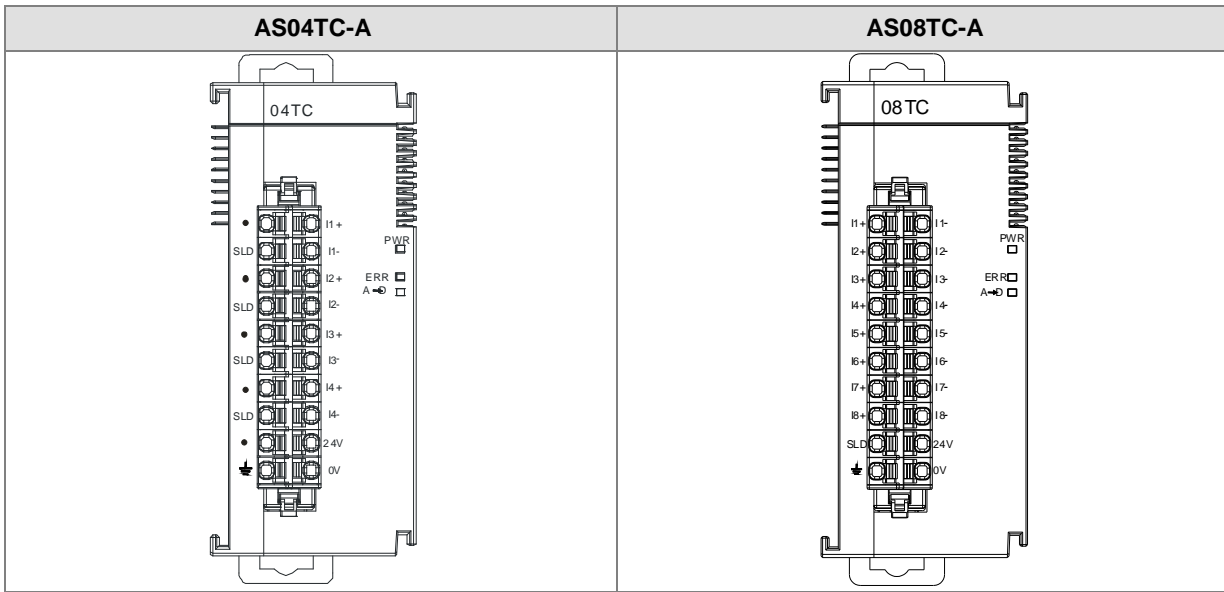 AS04TC-A
AS08TC-A
04TC
I1+
SLD I1-
I2+
SLD I2-
I3+
SLD I3-
I4+
SLD I4-
24V
0V
PWR
ERR
A→D
08TC
I1+ I1-
I2+ I2-
I3+ I3-
I4+ I4-
I5+ I5-
I6+ I6-
I7+ I7-
I8+ I8-
SLD 24V
0V
PWR
ERR
A→D